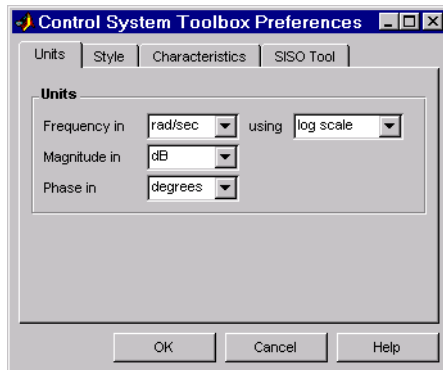 Control System Toolbox Preferences
Units Style Characteristics SISO Tool
Units
Frequency in rad/sec using log scale
Magnitude in dB
Phase in degrees
OK Cancel Help